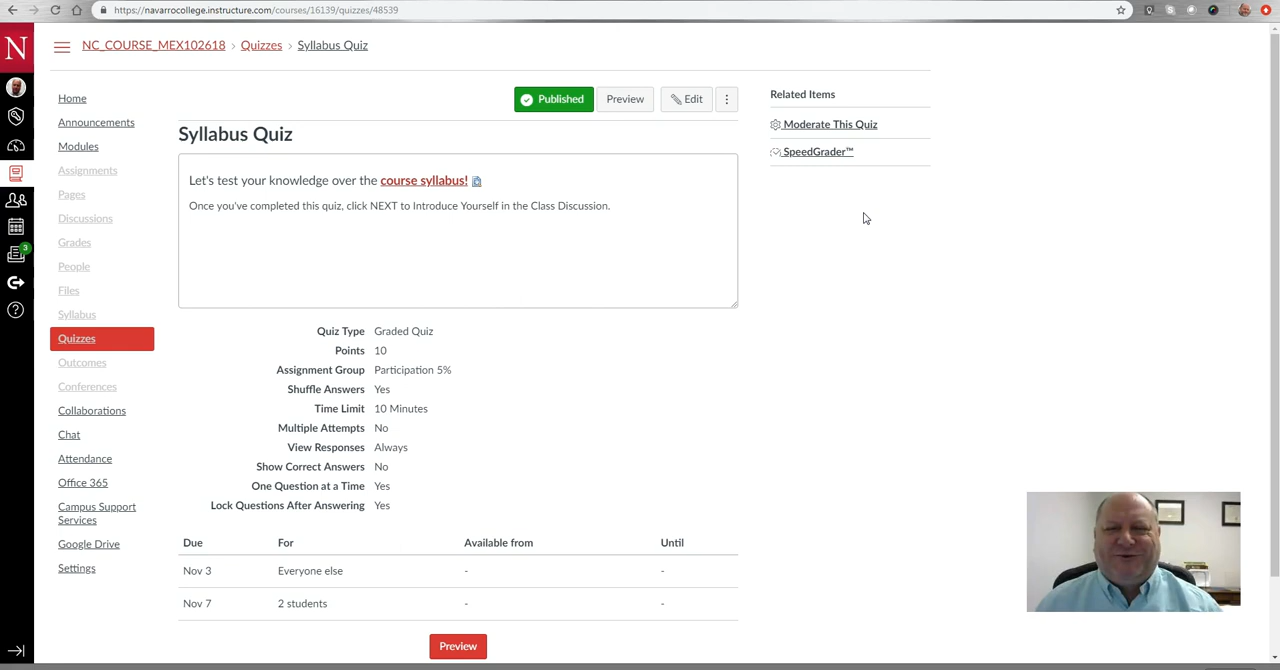 https://navarrocollege.instructure.com/courses/16139/quizzes/48539
N
NC_COURSE_MEX102618 › Quizzes › Syllabus Quiz
Home
Announcements
Modules
Assignments
Pages
Discussions
Grades
People
3
Files
Syllabus
Quizzes
Outcomes
Conferences
Collaborations
Chat
Attendance
Office 365
Campus Support
Services
Google Drive
Settings
Published
Preview
Edit
Syllabus Quiz
Let's test your knowledge over the course syllabus!
Once you've completed this quiz, click NEXT to Introduce Yourself in the Class Discussion.
Quiz Type Graded Quiz
Points 10
Assignment Group Participation 5%
Shuffle Answers Yes
Time Limit 10 Minutes
Multiple Attempts No
View Responses Always
Show Correct Answers No
One Question at a Time Yes
Lock Questions After Answering Yes
Due For Available from Until
Nov 3 Everyone else - -
Nov 7 2 students - -
Preview
Related Items
Moderate This Quiz
SpeedGrader™